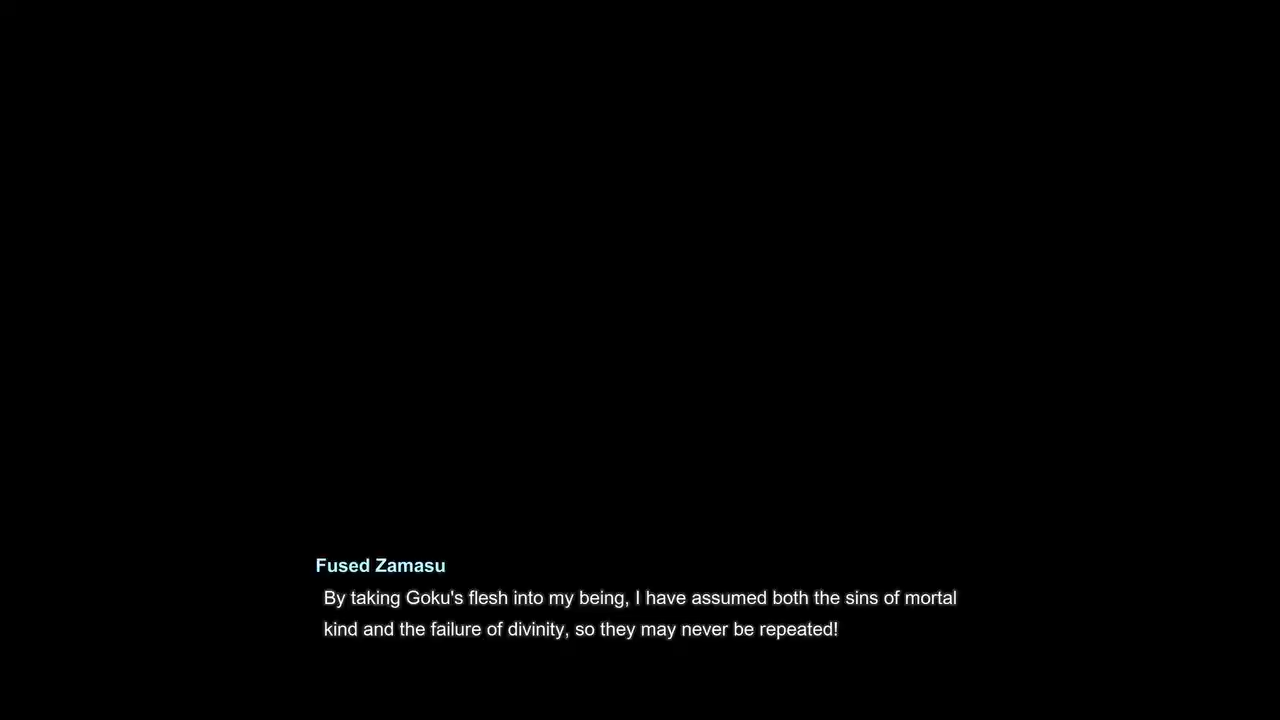 Fused Zamasu
By taking Goku's flesh into my being, I have assumed both the sins of mortal
kind and the failure of divinity, so they may never be repeated!